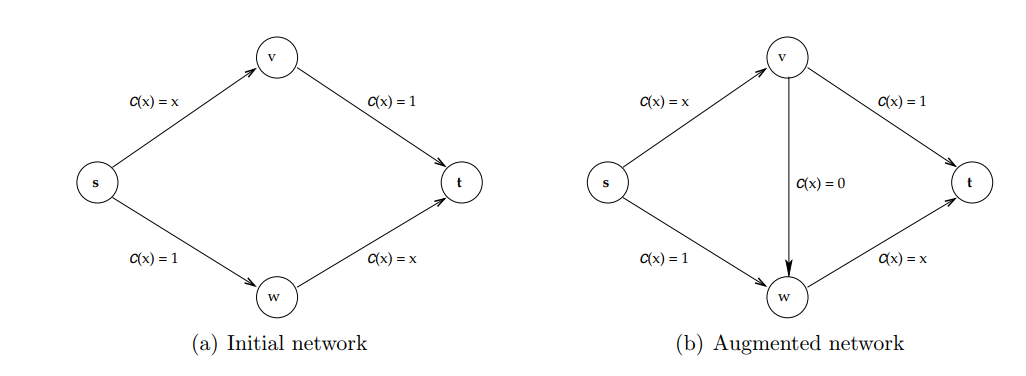 v
C(x) = x
C(x) = 1
s
t
C(x) = 1
C(x) = x
w
(a) Initial network
v
C(x) = x
C(x) = 1
s
C(x) = 0
t
C(x) = 1
C(x) = x
w
(b) Augmented network